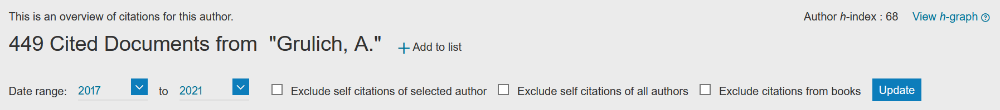 This is an overview of citations for this author.
Author h-index : 68 View h-graph ?
449 Cited Documents from "Grulich, A." + Add to list
Date range: 2017 to 2021 Exclude self citations of selected author Exclude self citations of all authors Exclude citations from books Update